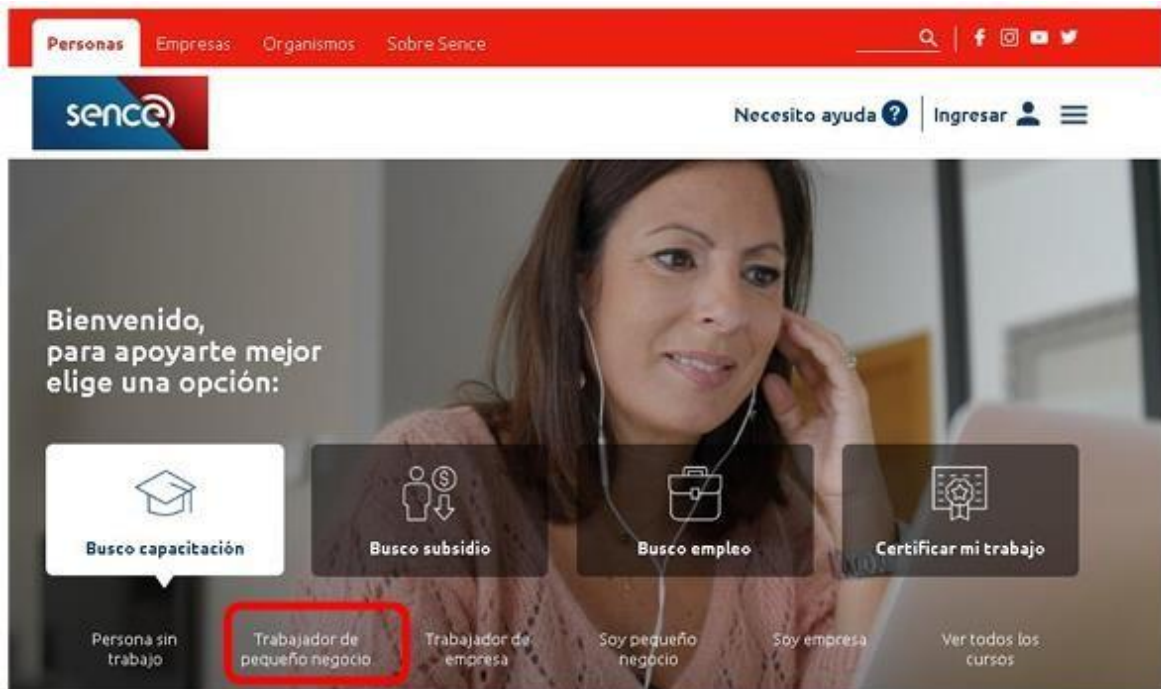 Personas Empresas Organismos Sobre Sence
sence
Necesito ayuda ? Ingresar
Bienvenido,
para apoyarte mejor
elige una opción:
Busco capacitación
Busco subsidio
Busco empleo
Certificar mi trabajo
Persona sin
trabajo
Trabajador de
pequeño negocio
Trabajador de
empresa
Soy pequeño
negocio
Soy empresa
Ver todos los
cursos